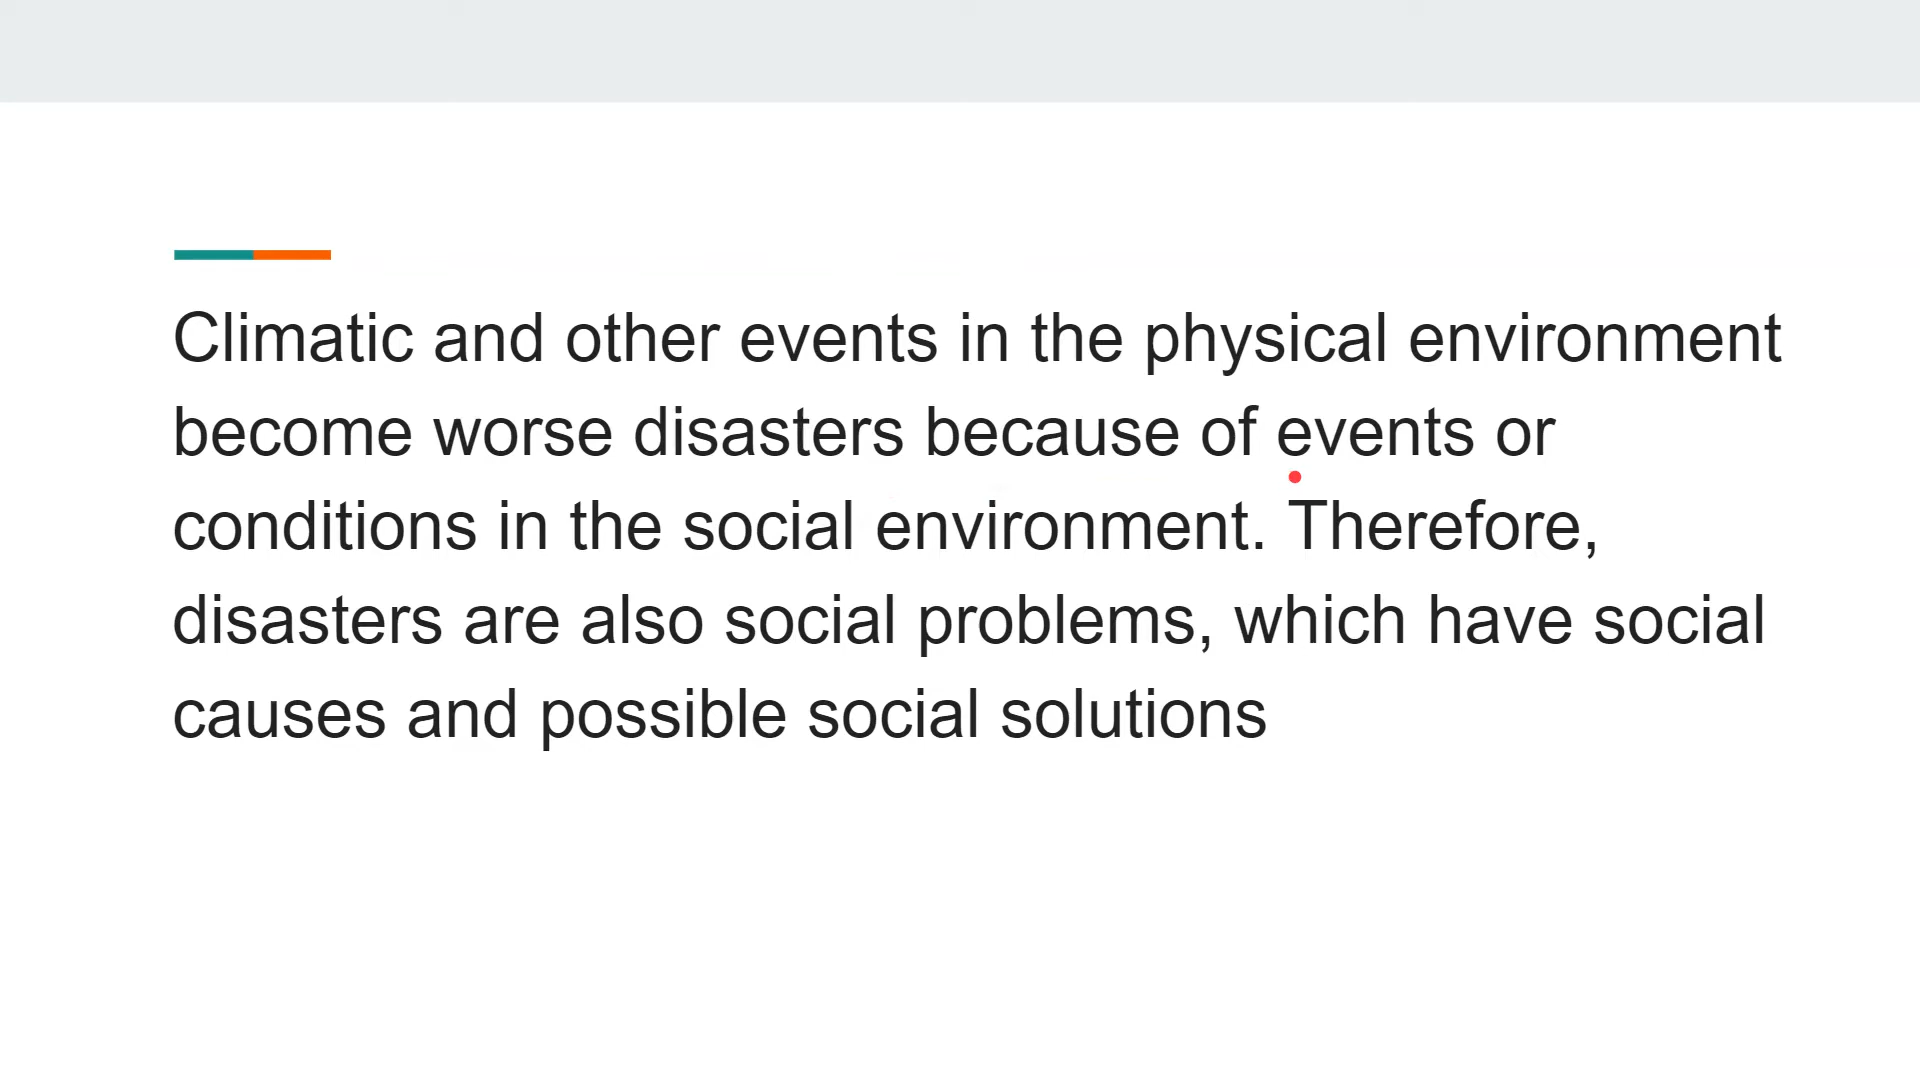 Climatic and other events in the physical environment
become worse disasters because of events or
conditions in the social environment. Therefore,
disasters are also social problems, which have social
causes and possible social solutions